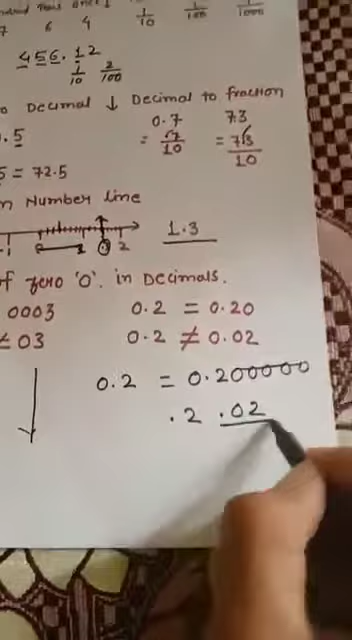 6 4 1/10 1/100 1/1000
456.12
1/10 2/100
Decimal ↓ Decimal to fraction
.5 0.7 7.3
= 7/10 = 73/10
5 = 72.5
Number line
1 2 1.3
of zero '0'. in Decimals.
0003 0.2 = 0.20
≠ 03 0.2 ≠ 0.02
0.2 = 0.200000
.2 .02